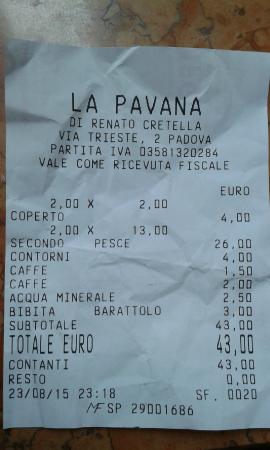 LA PAVANA
DI RENATO CRETELLA
VIA TRIESTE, 2 PADOVA
PARTITA IVA 03581320284
VALE COME RICEVUTA FISCALE
EURO
2,00 X 2,00
COPERTO 4,00
2,00 X 13,00
SECONDO PESCE 26,00
CONTORNI 4,00
CAFFE 1,50
CAFFE 2,00
ACQUA MINERALE 2,50
BIBITA BARATTOLO 3,00
SUBTOTALE 43,00
TOTALE EURO 43,00
CONTANTI 43,00
RESTO 0,00
23/08/15 23:18 SF. 0020
MF SP 29001686